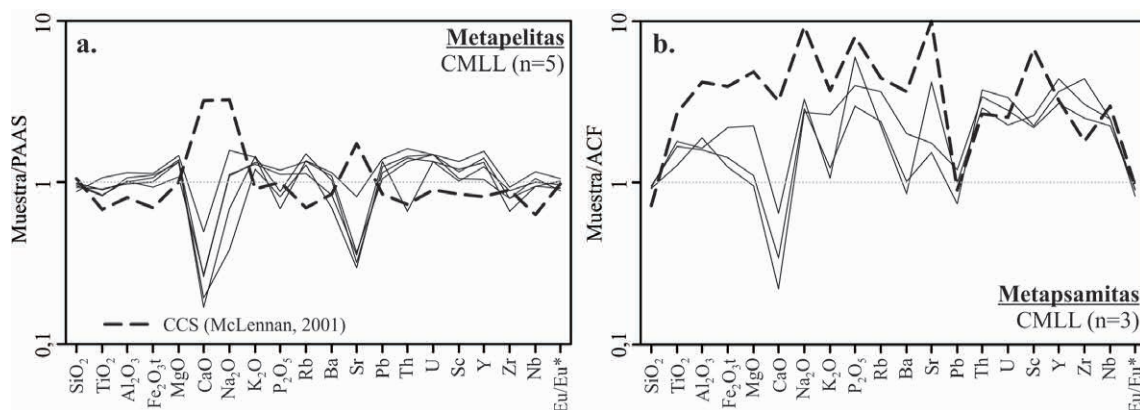 10
a.
Metapelitas
CMLL (n=5)
Muestra/PAAS
1
0,1
CCS (McLennan, 2001)
SiO₂
TiO₂
Al₂O₃
Fe₂O₃t
MgO
CaO
Na₂O
K₂O
P₂O₅
Rb
Ba
Sr
Pb
Th
U
Sc
Y
Zr
Nb
Eu/Eu*
10
b.
Muestra/ACF
1
0,1
Metapsamitas
CMLL (n=3)
SiO₂
TiO₂
Al₂O₃
Fe₂O₃t
MgO
CaO
Na₂O
K₂O
P₂O₅
Rb
Ba
Sr
Pb
Th
U
Sc
Y
Zr
Nb
Eu/Eu*